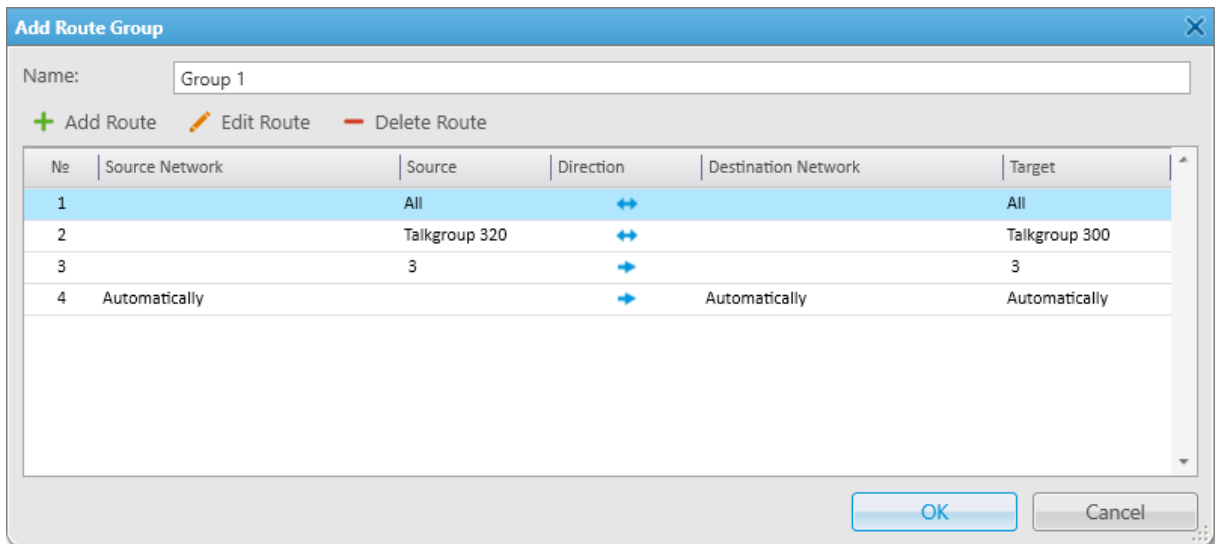 Add Route Group
Name: Group 1
Add Route Edit Route Delete Route
№ Source Network Source Direction Destination Network Target
1 All All
2 Talkgroup 320 Talkgroup 300
3 3 3
4 Automatically Automatically Automatically
OK Cancel